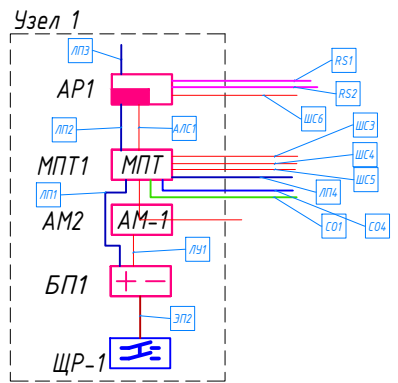 Узел 1
ЛП3
RS1
АР1
RS2
ШС6
ЛП2
АЛС1
ШС3
ШС4
МПТ1
МПТ
ШС5
ЛП1
ЛП4
АМ2
АМ-1
СО1
СО4
ЛУ1
БП1
+ −
ЭП2
ЩР-1